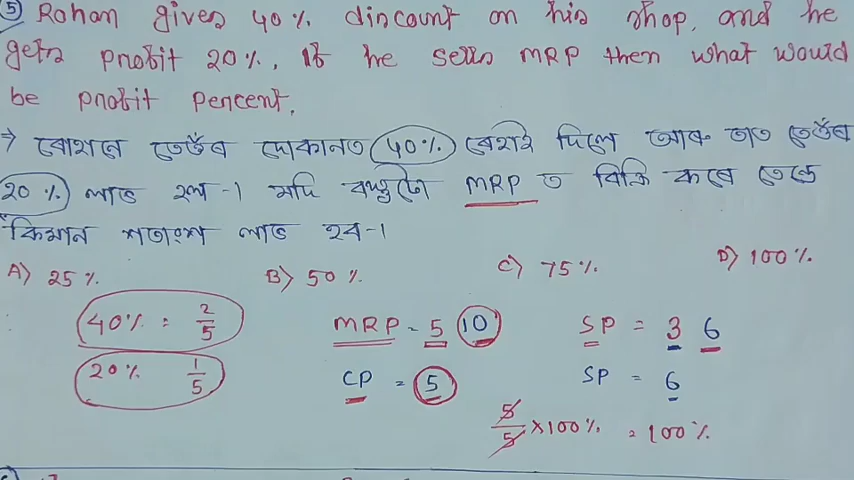 ⑤ Rohan gives 40% discount on his shop, and he
gets profit 20%, If he sells MRP then what would
be profit percent.
→ ৰোহানে তেওঁৰ দোকানত 40% ৰেহাই দিলে আৰু তাত তেওঁৰ
20% লাভ হল। যদি বস্তুটো MRP ত বিক্ৰি কৰে তেন্তে
কিমান শতাংশ লাভ হব।
A) 25% B) 50% C) 75% D) 100%
40% = 2/5 MRP = 5 10 SP = 3 6
20% 1/5 CP = 5 SP = 6
5/5 ×100% = 100%